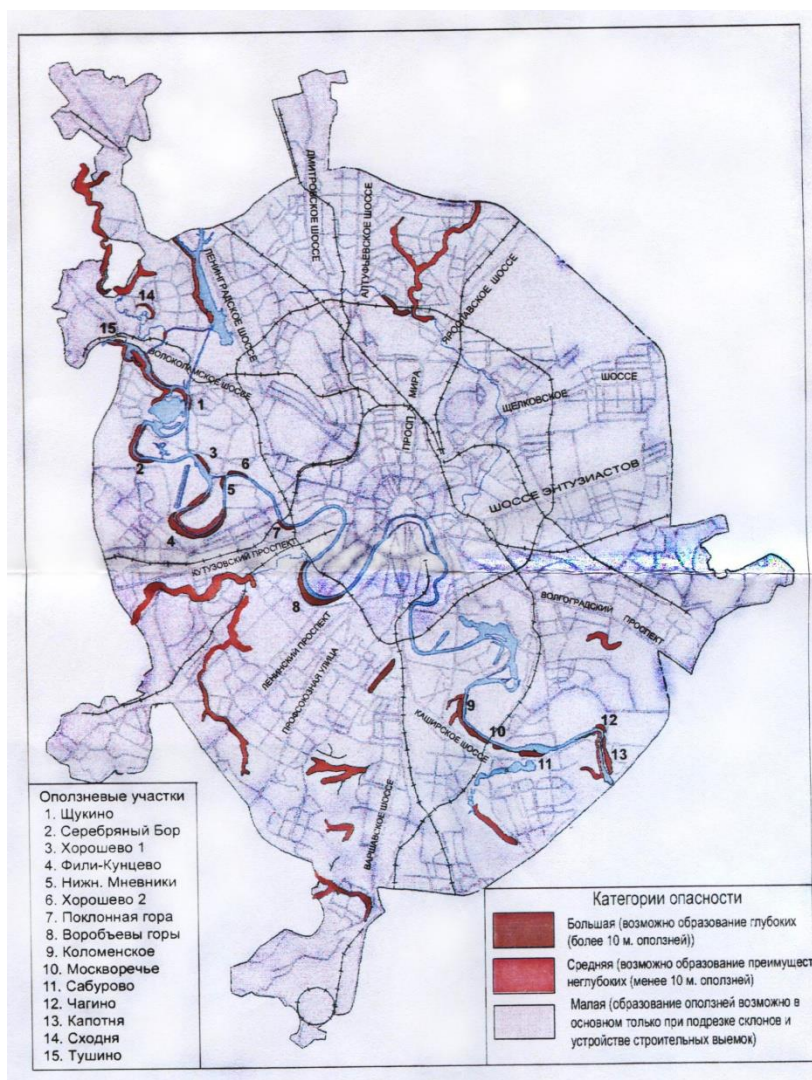 ДМИТРОВСКОЕ ШОССЕ
АЛТУФЬЕВСКОЕ ШОССЕ
ЛЕНИНГРАДСКОЕ ШОССЕ
ЯРОСЛАВСКОЕ ШОССЕ
14
15
ВОЛОКОЛАМСКОЕ ШОССЕ
ПРОСП МИРА
ЩЕЛКОВСКОЕ ШОССЕ
1
2
3
6
5
ШОССЕ ЭНТУЗИАСТОВ
4
7
КУТУЗОВСКИЙ ПРОСПЕКТ
8
ВОЛГОГРАДСКИЙ ПРОСПЕКТ
ЛЕНИНСКИЙ ПРОСПЕКТ
ПРОФСОЮЗНАЯ УЛИЦА
9
КАШИРСКОЕ ШОССЕ
10
12
11
13
ВАРШАВСКОЕ ШОССЕ
Оползневые участки
1. Щукино
2. Серебряный Бор
3. Хорошево 1
4. Фили-Кунцево
5. Нижн. Мневники
6. Хорошево 2
7. Поклонная гора
8. Воробьевы горы
9. Коломенское
10. Москворечье
11. Сабурово
12. Чагино
13. Капотня
14. Сходня
15. Тушино
Категории опасности
Большая (возможно образование глубоких
(более 10 м. оползней))
Средняя (возможно образование преимущест
неглубоких (менее 10 м. оползней)
Малая (образование оползней возможно в
основном только при подрезке склонов и
устройстве строительных выемок)